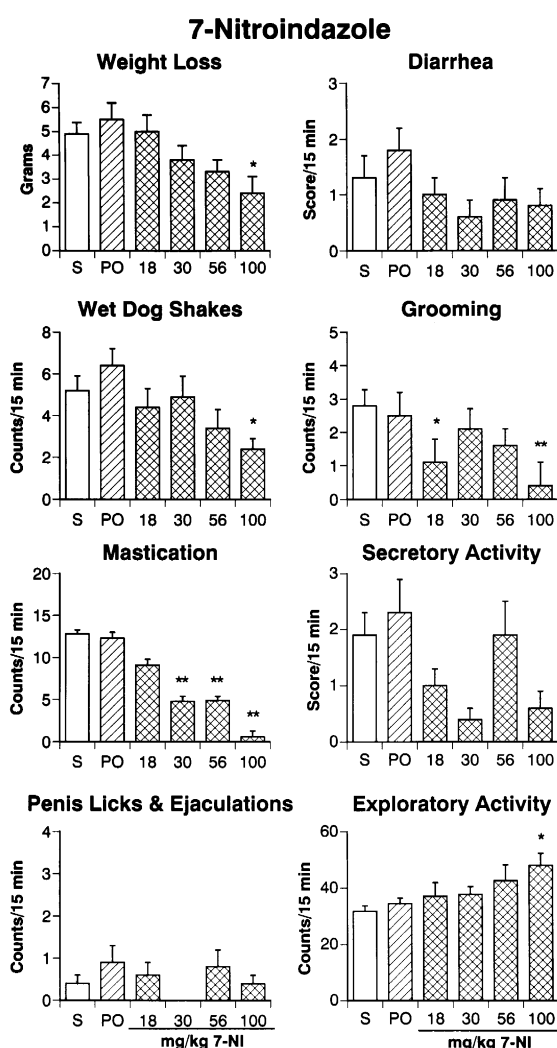 7-Nitroindazole
Weight Loss
7
6
5
4
3
2
1
0
Grams
*
S PO 18 30 56 100
Diarrhea
3
2
1
0
Score/15 min
S PO 18 30 56 100
Wet Dog Shakes
8
6
4
2
0
Counts/15 min
*
S PO 18 30 56 100
Grooming
5
4
3
2
1
0
Counts/15 min
*
**
S PO 18 30 56 100
Mastication
20
15
10
5
0
Counts/15 min
** **
**
S PO 18 30 56 100
Secretory Activity
3
2
1
0
Score/15 min
S PO 18 30 56 100
Penis Licks & Ejaculations
4
3
2
1
0
Counts/15 min
S PO 18 30 56 100
mg/kg 7-NI
Exploratory Activity
60
40
20
0
Counts/15 min
*
S PO 18 30 56 100
mg/kg 7-NI